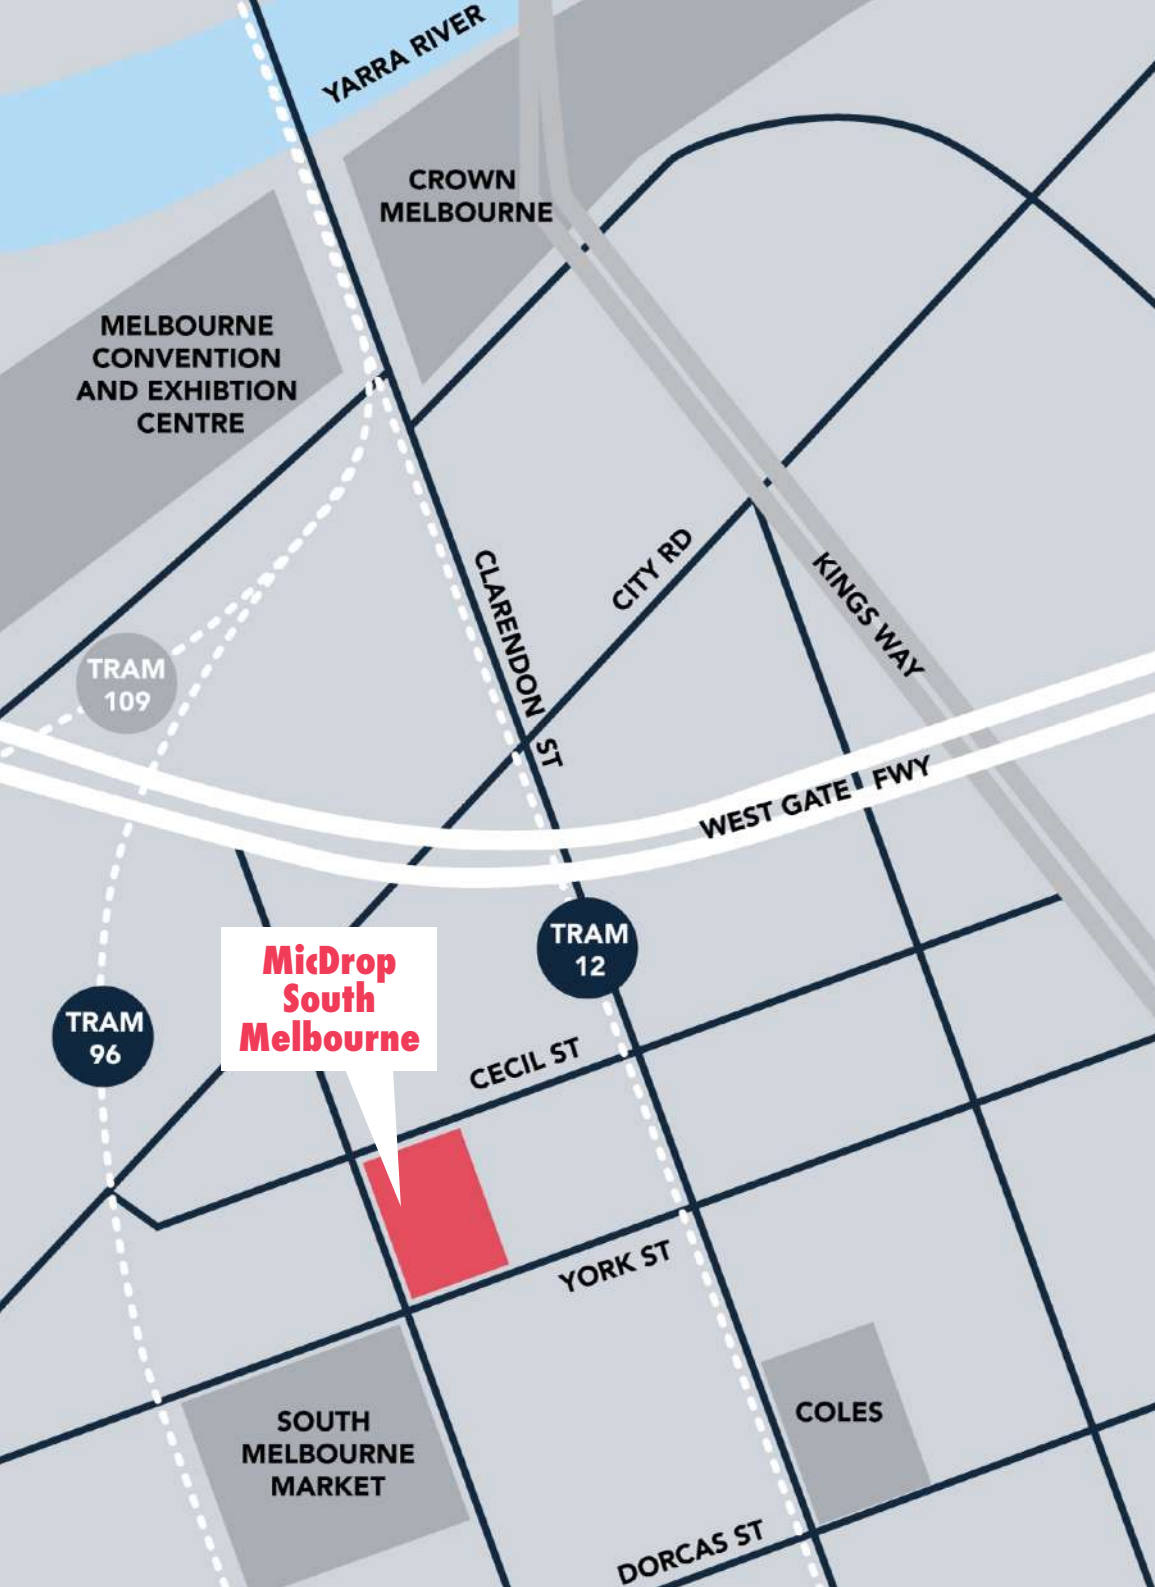 YARRA RIVER
CROWN
MELBOURNE
MELBOURNE
CONVENTION
AND EXHIBTION
CENTRE
CLARENDON ST
CITY RD
KINGS WAY
TRAM
109
WEST GATE FWY
TRAM
12
MicDrop
South
Melbourne
TRAM
96
CECIL ST
YORK ST
COLES
SOUTH
MELBOURNE
MARKET
DORCAS ST